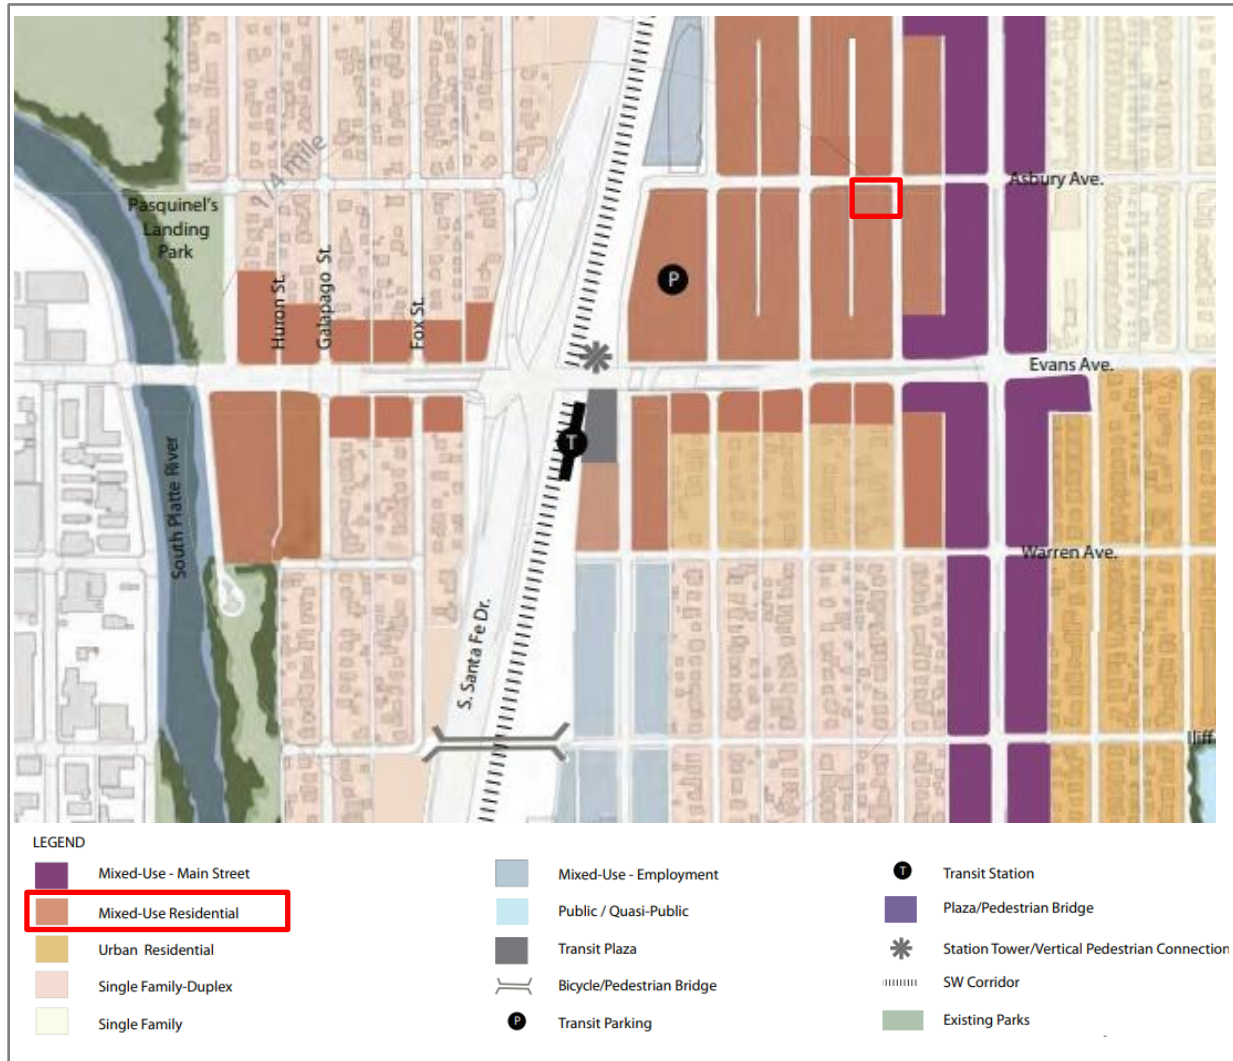 1/4 mile
Asbury Ave.
Pasquinel's
Landing
Park
P
Huron St.
Galapago St.
Fox St.
Evans Ave.
T
South Platte River
Warren Ave.
S. Santa Fe Dr.
Iliff
LEGEND
Mixed-Use - Main Street
Mixed-Use Residential
Urban Residential
Single Family-Duplex
Single Family
Mixed-Use - Employment
Public / Quasi-Public
Transit Plaza
Bicycle/Pedestrian Bridge
P Transit Parking
T Transit Station
Plaza/Pedestrian Bridge
Station Tower/Vertical Pedestrian Connection
SW Corridor
Existing Parks